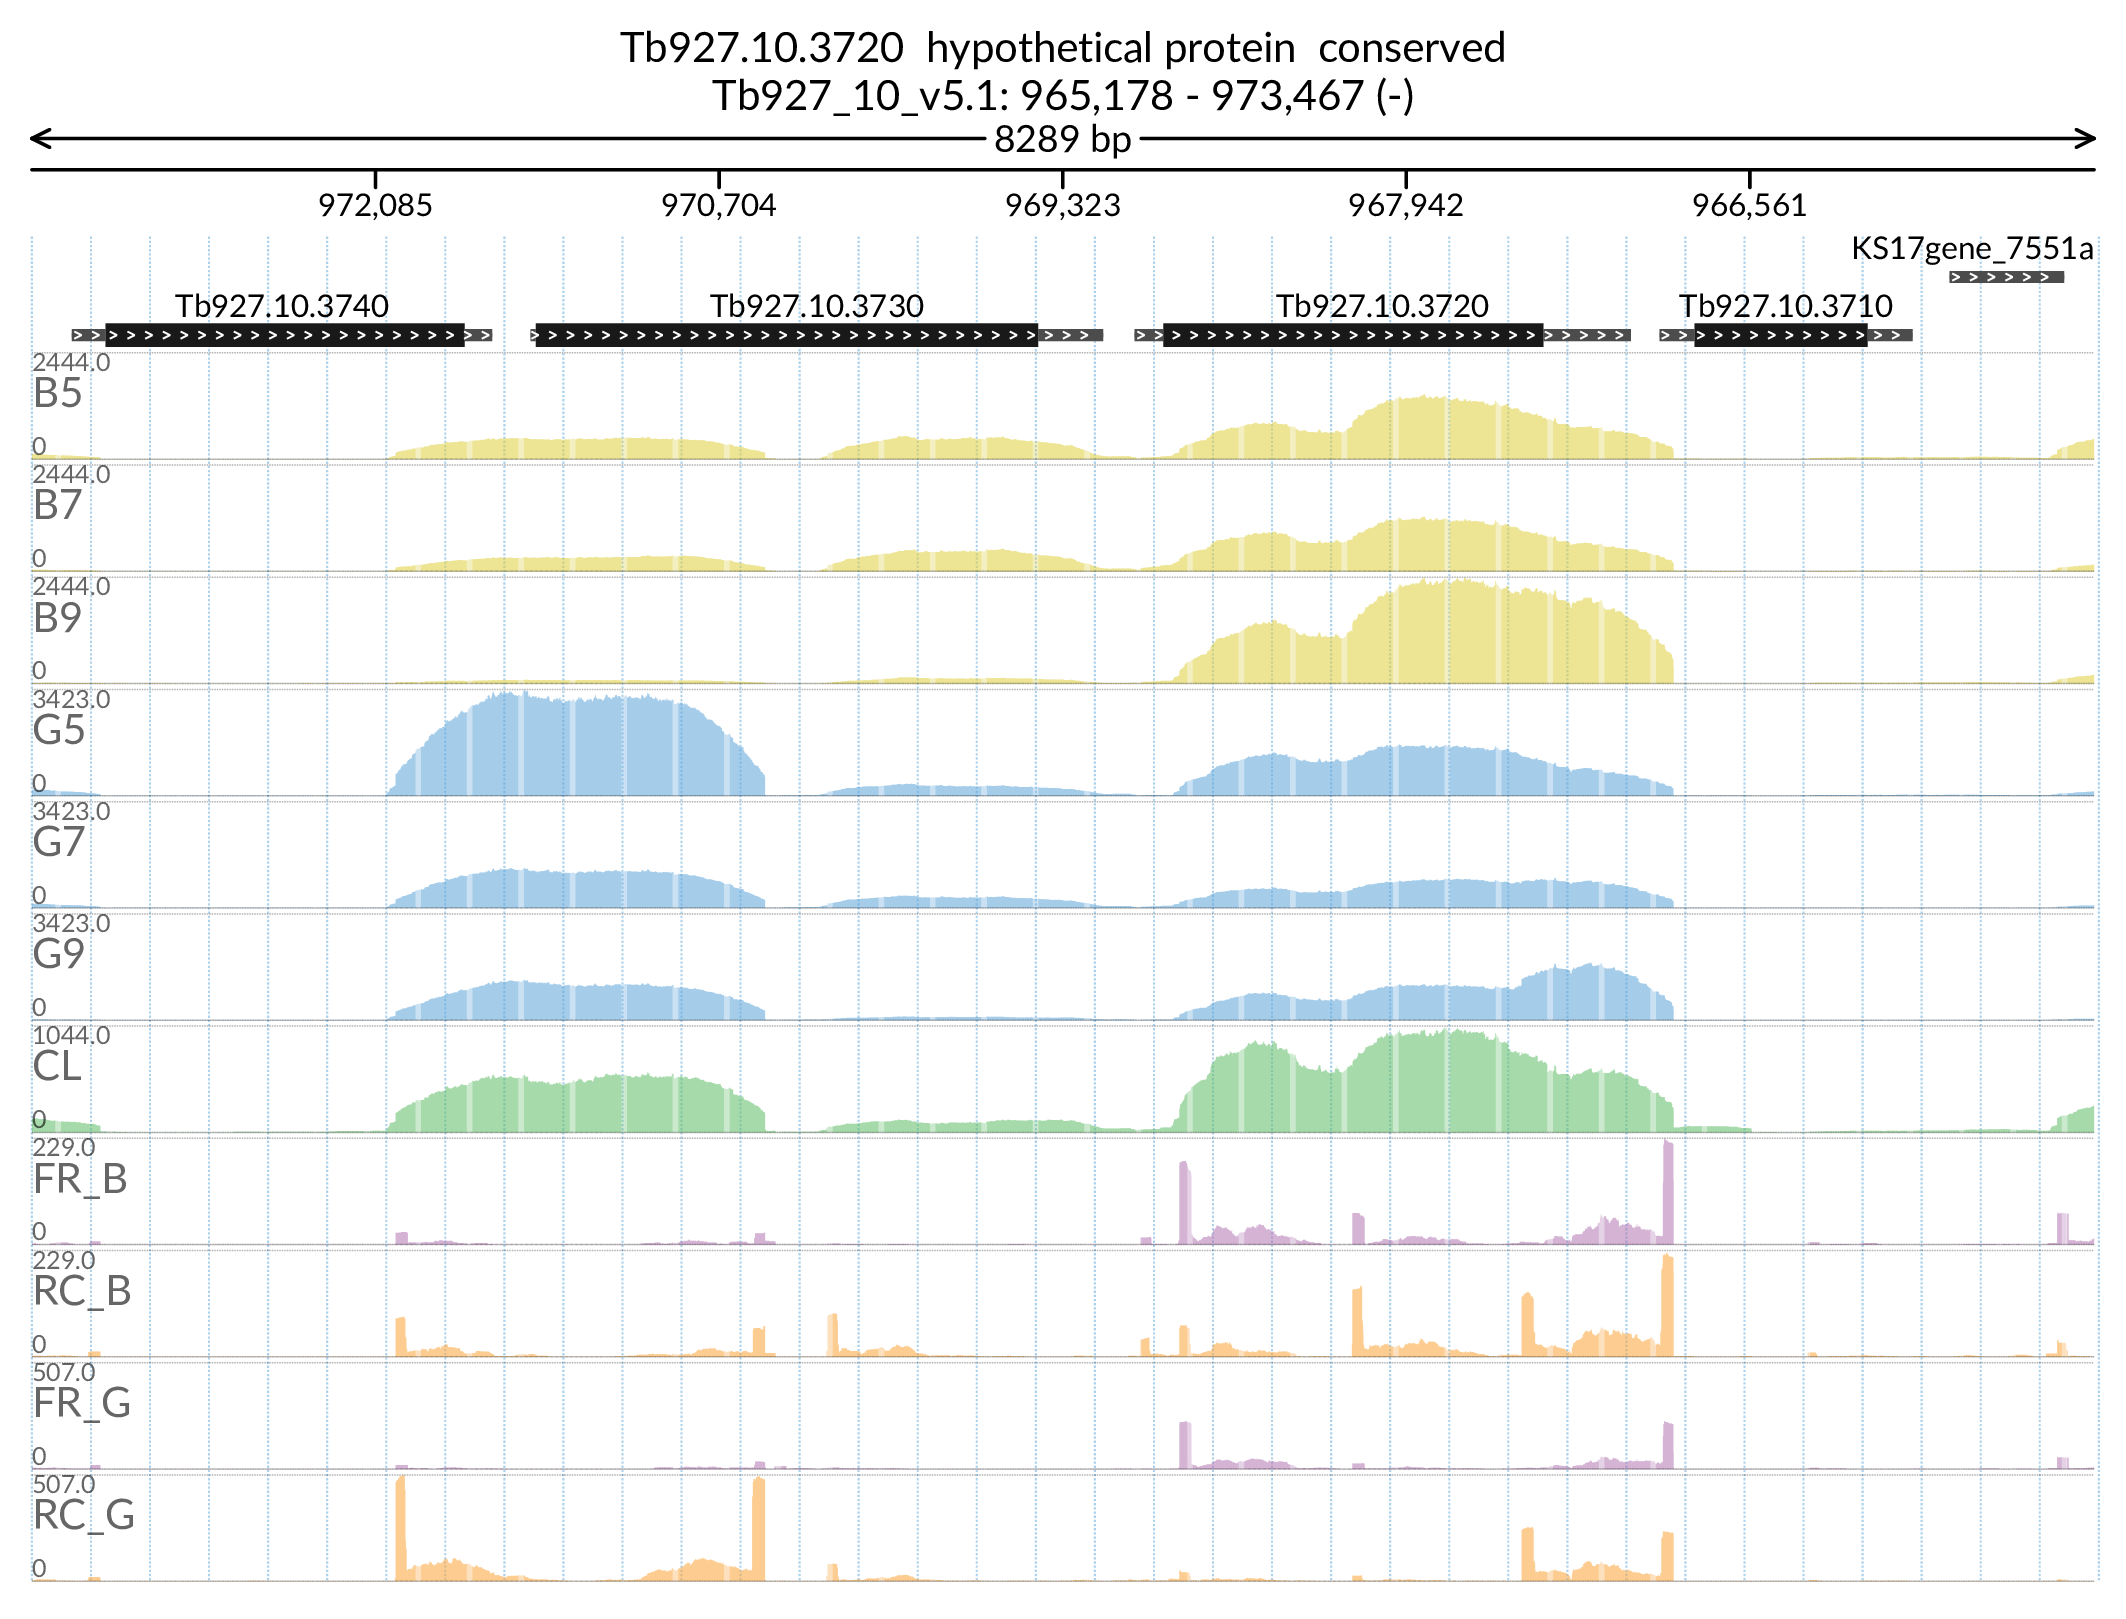 Tb927.10.3720 hypothetical protein conserved
Tb927_10_v5.1: 965,178 - 973,467 (-)
8289 bp
972,085 970,704 969,323 967,942 966,561
KS17gene_7551a
Tb927.10.3740 Tb927.10.3730 Tb927.10.3720 Tb927.10.3710
2444.0
B5
0
2444.0
B7
0
2444.0
B9
0
3423.0
G5
0
3423.0
G7
0
3423.0
G9
0
1044.0
CL
0
229.0
FR_B
0
229.0
RC_B
0
507.0
FR_G
0
507.0
RC_G
0